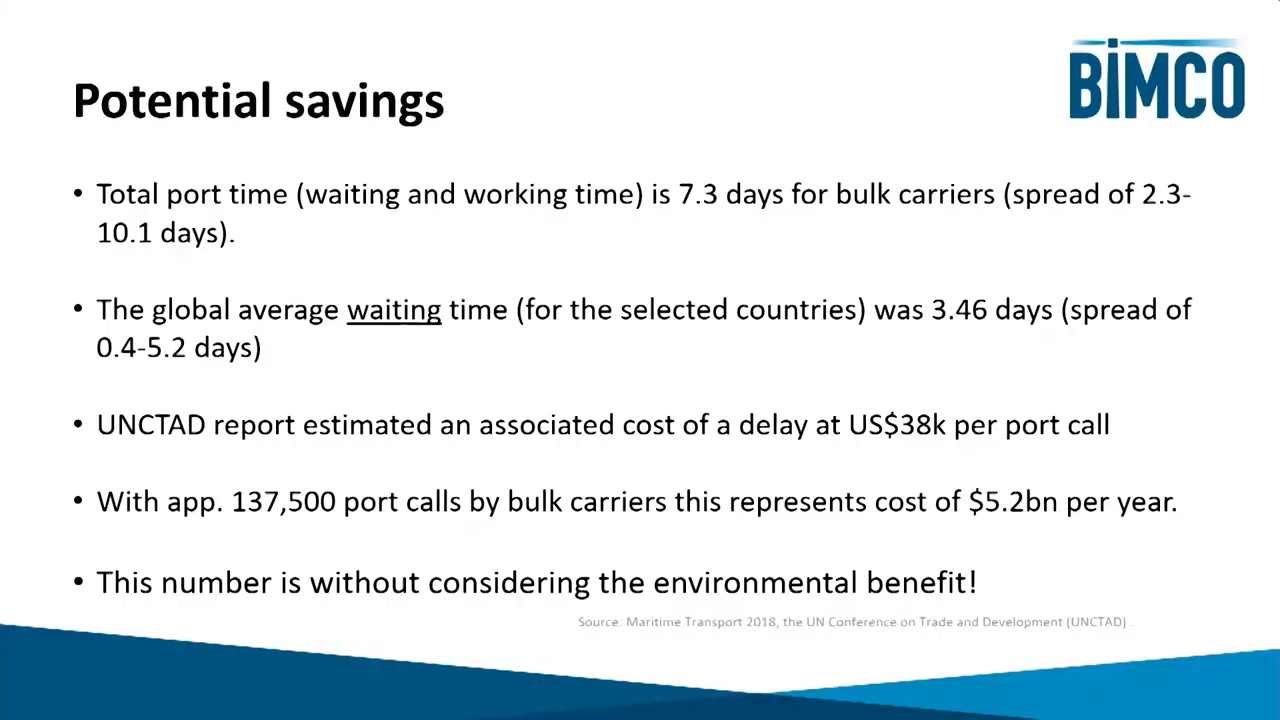 BIMCO
Potential savings
• Total port time (waiting and working time) is 7.3 days for bulk carriers (spread of 2.3-
10.1 days).
• The global average waiting time (for the selected countries) was 3.46 days (spread of
0.4-5.2 days)
• UNCTAD report estimated an associated cost of a delay at US$38k per port call
• With app. 137,500 port calls by bulk carriers this represents cost of $5.2bn per year.
• This number is without considering the environmental benefit!
Source: Maritime Transport 2018, the UN Conference on Trade and Development (UNCTAD) .